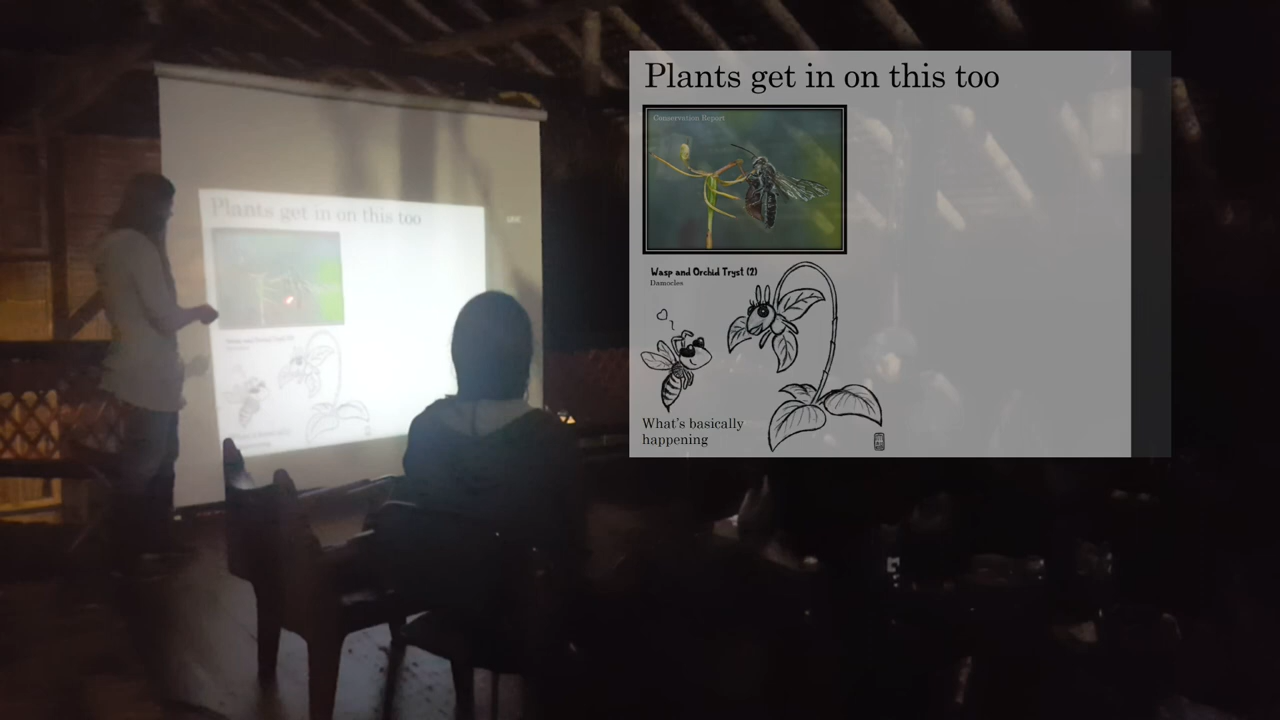 Plants get in on this too
Plants get in on this too
Conservation Report
Wasp and Orchid Tryst (2)
Damocles
What's basically
happening